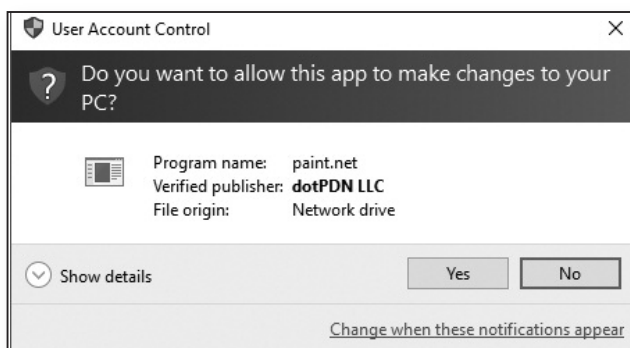 User Account Control
Do you want to allow this app to make changes to your
PC?
Program name: paint.net
Verified publisher: dotPDN LLC
File origin: Network drive
Show details
Yes
No
Change when these notifications appear